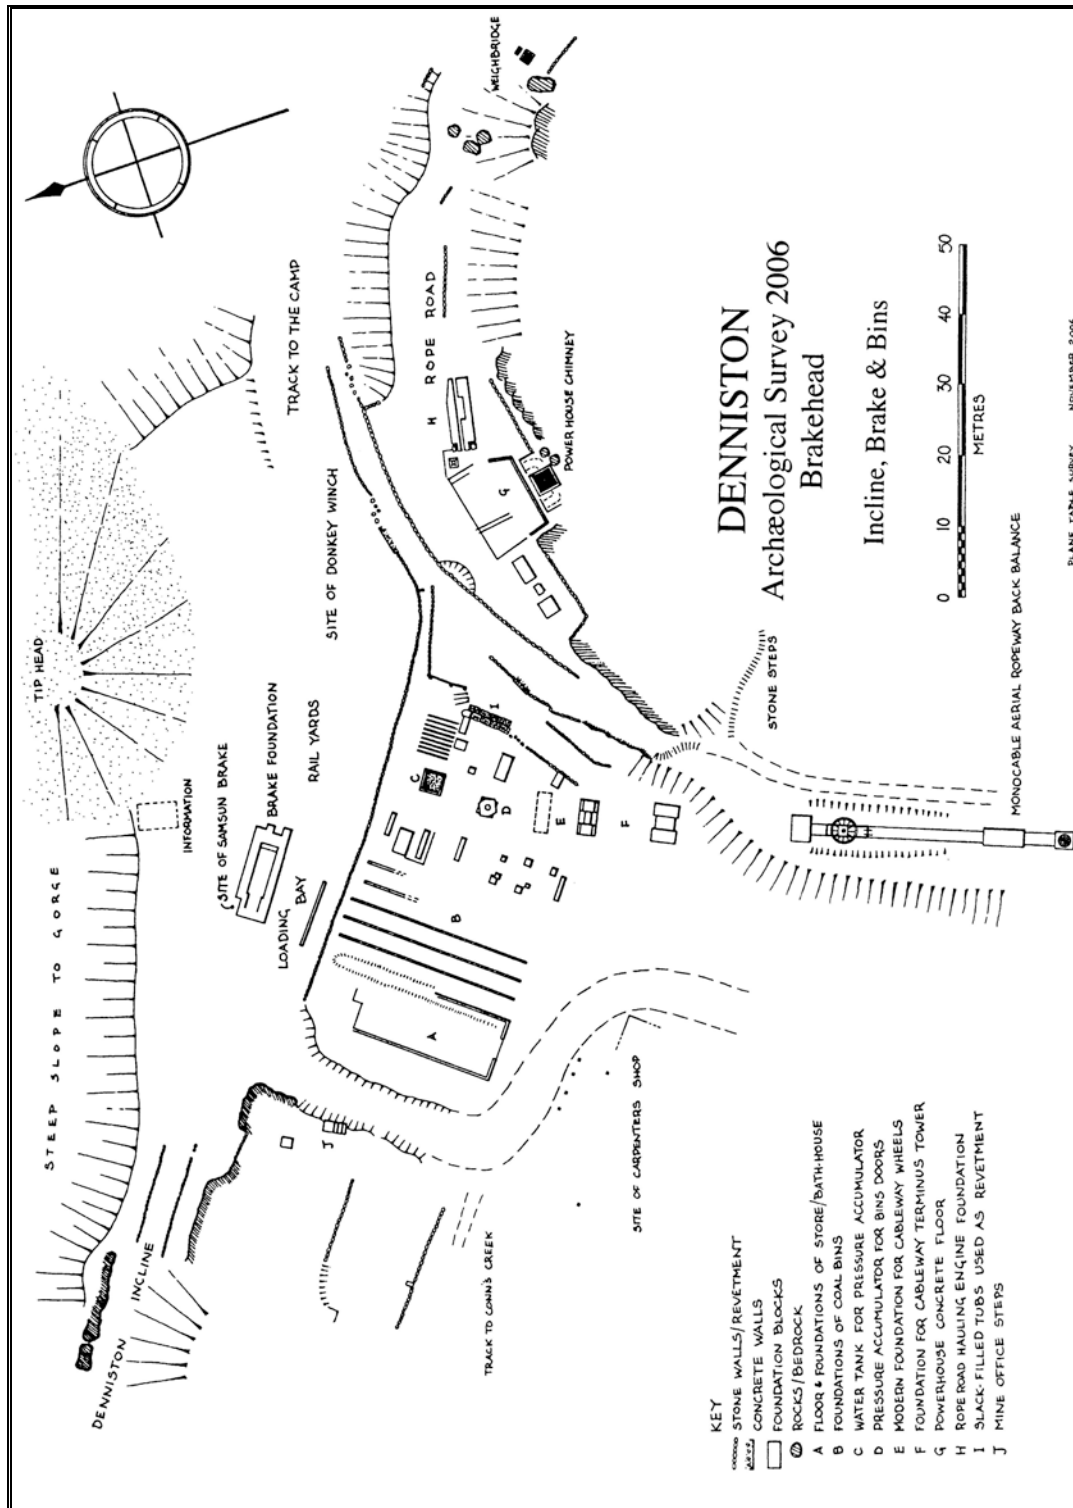 DENNISTON
Archæological Survey 2006
Brakehead
Incline, Brake & Bins
0 10 20 30 40 50
METRES
PLANE TABLE SURVEY NOVEMBER 2006
STEEP SLOPE TO GORGE
TIP HEAD
INFORMATION
SITE OF SAMSUN BRAKE
BRAKE FOUNDATION
LOADING
BAY
RAIL YARDS
SITE OF DONKEY WINCH
TRACK TO THE CAMP
ROPE ROAD
WEIGHBRIDGE
POWER HOUSE CHIMNEY
STONE STEPS
MONOCABLE AERIAL ROPEWAY BACK BALANCE
DENNISTON
INCLINE
TRACK TO CONN'S CREEK
SITE OF CARPENTERS SHOP
A
B
C
D
E
F
G
H
I
J
KEY
STONE WALLS/REVETMENT
CONCRETE WALLS
FOUNDATION BLOCKS
ROCKS/BEDROCK
A FLOOR & FOUNDATIONS OF STORE/BATH-HOUSE
B FOUNDATIONS OF COAL BINS
C WATER TANK FOR PRESSURE ACCUMULATOR
D PRESSURE ACCUMULATOR FOR BINS DOORS
E MODERN FOUNDATION FOR CABLEWAY WHEELS
F FOUNDATION FOR CABLEWAY TERMINUS TOWER
G POWERHOUSE CONCRETE FLOOR
H ROPE ROAD HAULING ENGINE FOUNDATION
I SLACK-FILLED TUBS USED AS REVETMENT
J MINE OFFICE STEPS